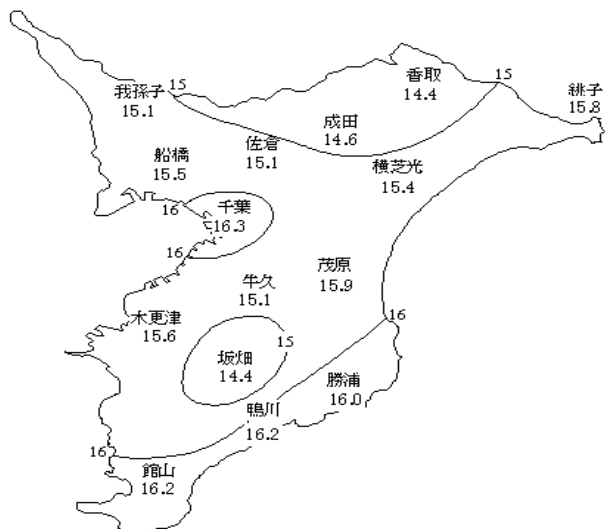 香取
14.4
15
15
我孫子
15.1
銚子
15.8
成田
14.6
佐倉
15.1
船橋
15.5
横芝光
15.4
16
千葉
16.3
16
茂原
15.9
牛久
15.1
木更津
15.6
16
15
坂畑
14.4
勝浦
16.0
鴨川
16.2
16
館山
16.2